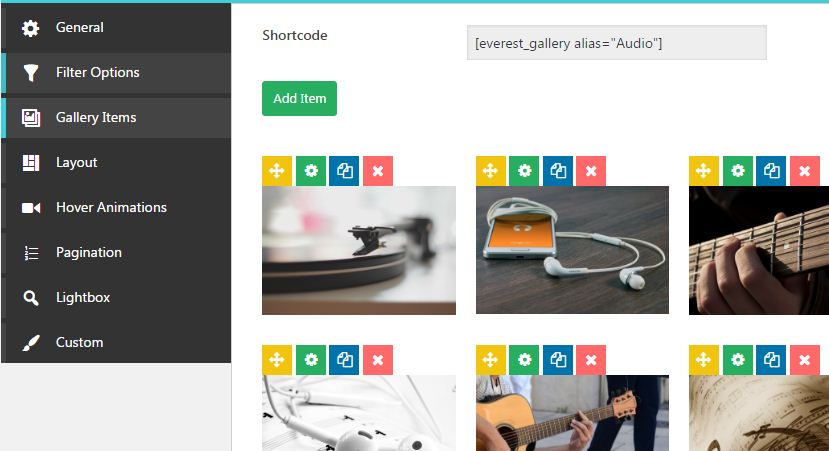 General
Filter Options
Gallery Items
Layout
Hover Animations
Pagination
Lightbox
Custom
Shortcode
[everest_gallery alias="Audio"]
Add Item